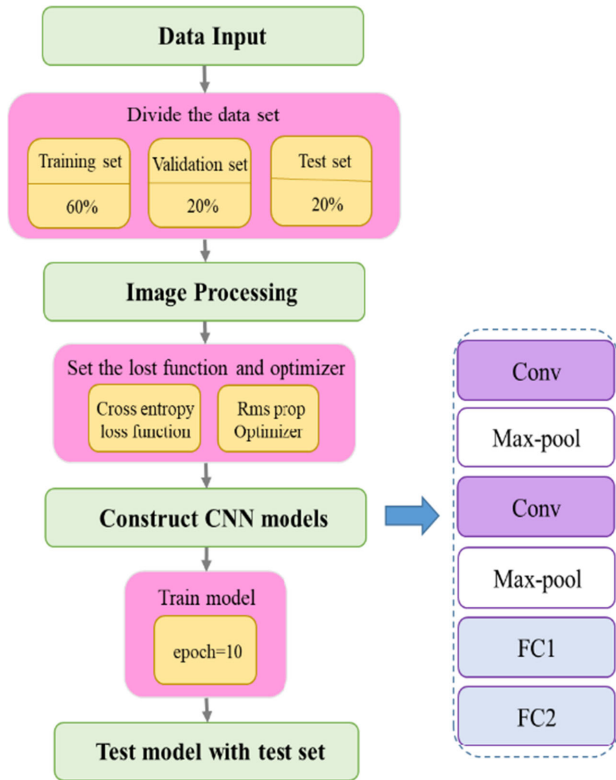 Data Input
Divide the data set
Training set
Validation set
Test set
60%
20%
20%
Image Processing
Set the lost function and optimizer
Cross entropy
loss function
Rms prop
Optimizer
Construct CNN models
Train model
epoch=10
Test model with test set
Conv
Max-pool
Conv
Max-pool
FC1
FC2